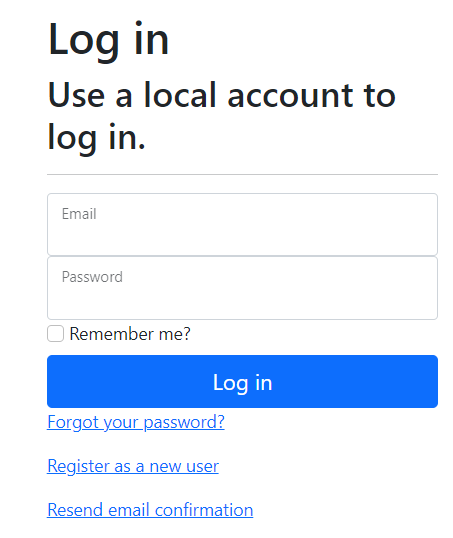 Log in
Use a local account to
log in.
Email
Password
Remember me?
Log in
Forgot your password?
Register as a new user
Resend email confirmation